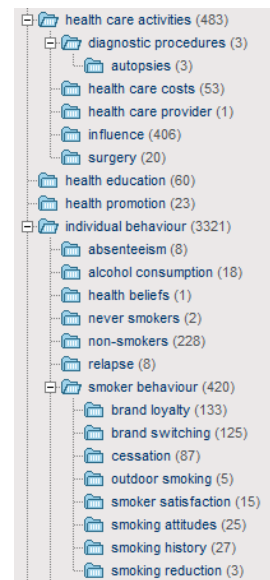 health care activities (483)
diagnostic procedures (3)
autopsies (3)
health care costs (53)
health care provider (1)
influence (406)
surgery (20)
health education (60)
health promotion (23)
individual behaviour (3321)
absenteeism (8)
alcohol consumption (18)
health beliefs (1)
never smokers (2)
non-smokers (228)
relapse (8)
smoker behaviour (420)
brand loyalty (133)
brand switching (125)
cessation (87)
outdoor smoking (5)
smoker satisfaction (15)
smoking attitudes (25)
smoking history (27)
smoking reduction (3)